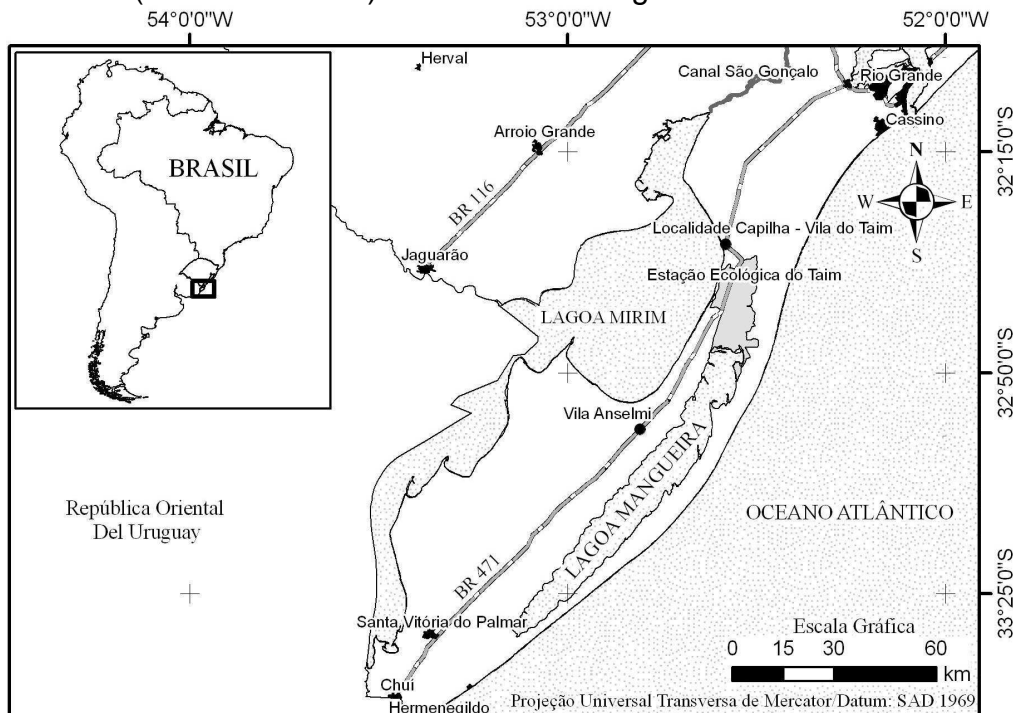 54°0'0"W 53°0'0"W 52°0'0"W
Herval
Canal São Gonçalo
Rio Grande
Cassino
Arroio Grande
32°15'0"S
BRASIL
N
W E
S
BR 116
Localidade Capilha - Vila do Taim
Jaguarão
Estação Ecológica do Taim
LAGOA MIRIM
32°50'0"S
Vila Anselmi
LAGOA MANGUEIRA
República Oriental
Del Uruguay
OCEANO ATLÂNTICO
BR 471
33°25'0"S
Santa Vitória do Palmar
Escala Gráfica
0 15 30 60
km
Chuí
Hermenegildo
Projeção Universal Transversa de Mercator/Datum: SAD 1969